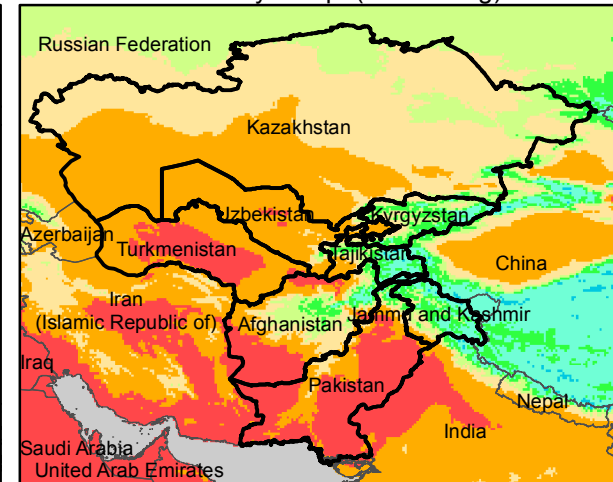 Russian Federation
Kazakhstan
Uzbekistan
Kyrgyzstan
Azerbaijan
Turkmenistan
Tajikistan
China
Iran
(Islamic Republic of)
Afghanistan
Jammu and Kashmir
Iraq
Pakistan
Nepal
India
Saudi Arabia
United Arab Emirates